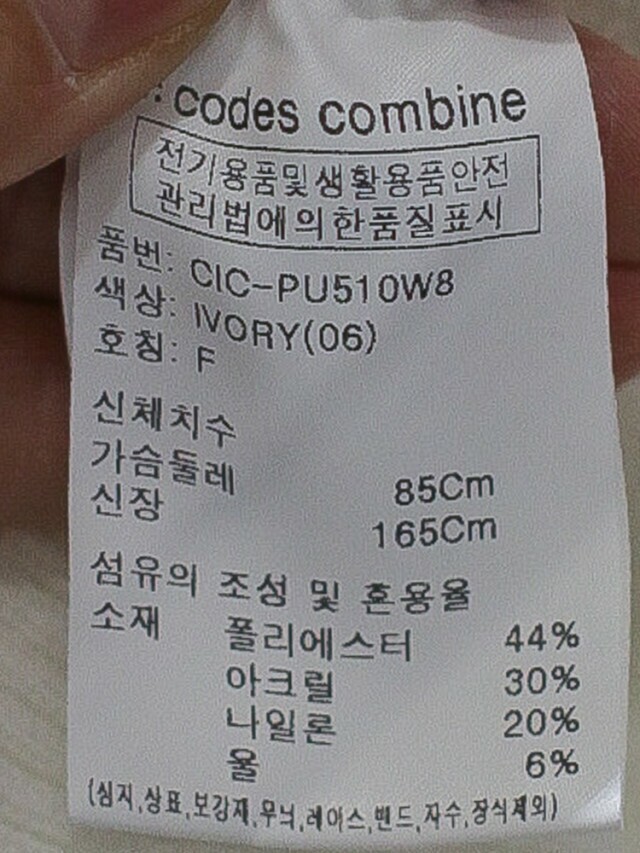 : codes combine
전기용품및생활용품안전
관리법에의한품질표시
품번: CIC-PU510W8
색상: IVORY(06)
호칭: F
신체치수
가슴둘레 85Cm
신장 165Cm
섬유의 조성 및 혼용율
소재 폴리에스터 44%
아크릴 30%
나일론 20%
울 6%
(심지,상표,보강재,무늬,레이스,밴드,자수,장식제외)